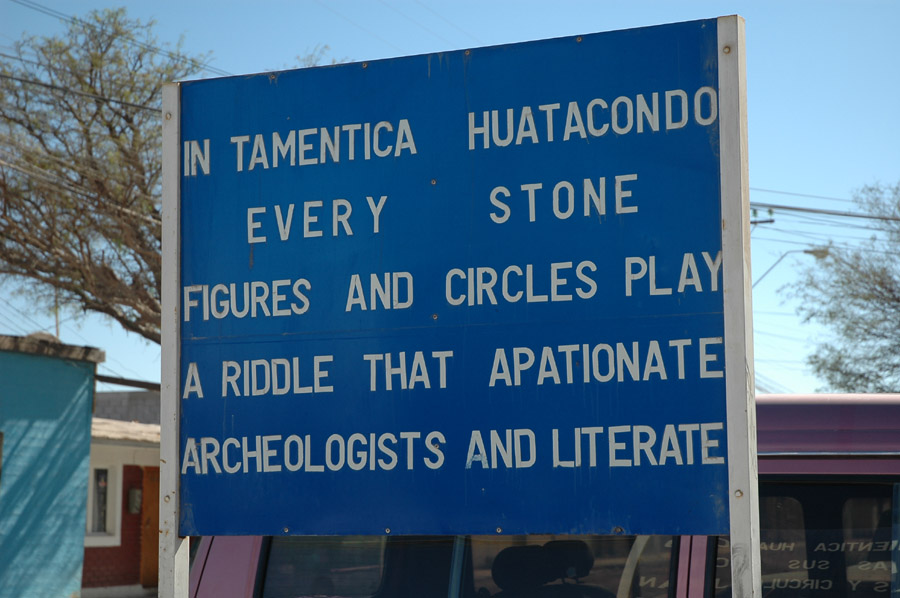 IN TAMENTICA HUATACONDO
EVERY STONE
FIGURES AND CIRCLES PLAY
A RIDDLE THAT APATIONATE
ARCHEOLOGISTS AND LITERATE